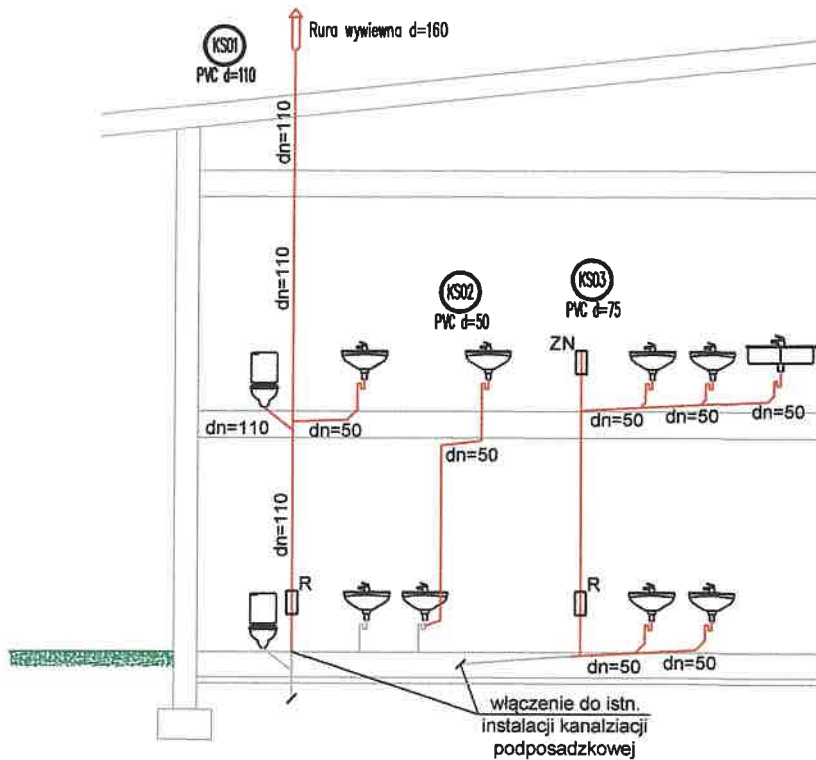 Rura wywiewna d=160
KS01
PVC d=110
dn=110
dn=110
KS02
PVC d=50
KS03
PVC d=75
ZN
dn=110
dn=50
dn=50
dn=50
dn=50
dn=50
dn=110
R
R
dn=50
dn=50
włączenie do istn.
instalacji kanalziacji
podposadzkowej